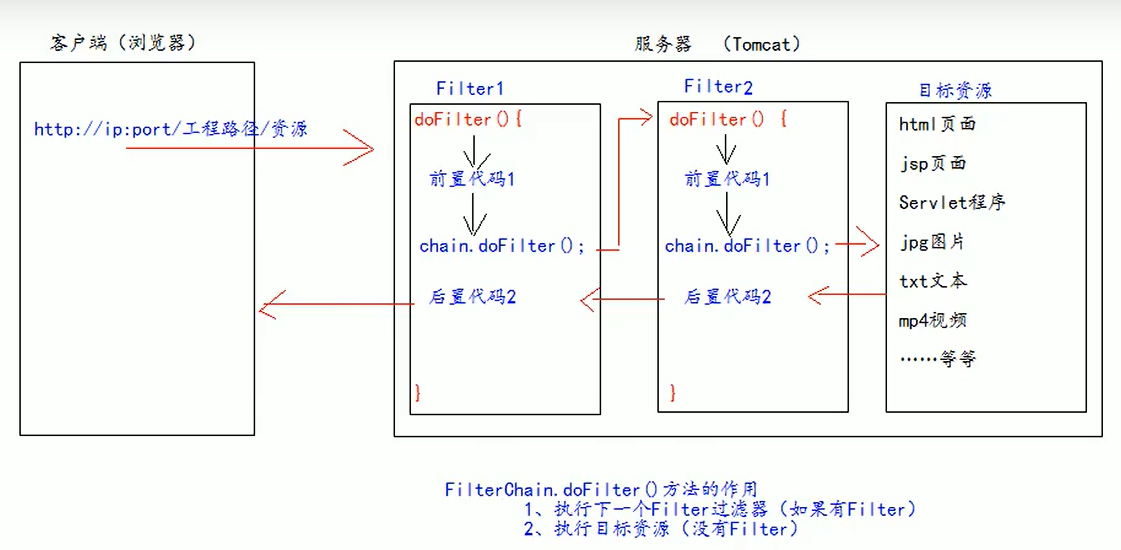 客户端（浏览器）
服务器 （Tomcat）
http://ip:port/工程路径/资源
Filter1
doFilter(){
前置代码1
chain.doFilter();
后置代码2
}
Filter2
doFilter() {
前置代码1
chain.doFilter();
后置代码2
}
目标资源
html页面
jsp页面
Servlet程序
jpg图片
txt文本
mp4视频
……等等
FilterChain.doFilter()方法的作用
1、执行下一个Filter过滤器（如果有Filter）
2、执行目标资源（没有Filter）